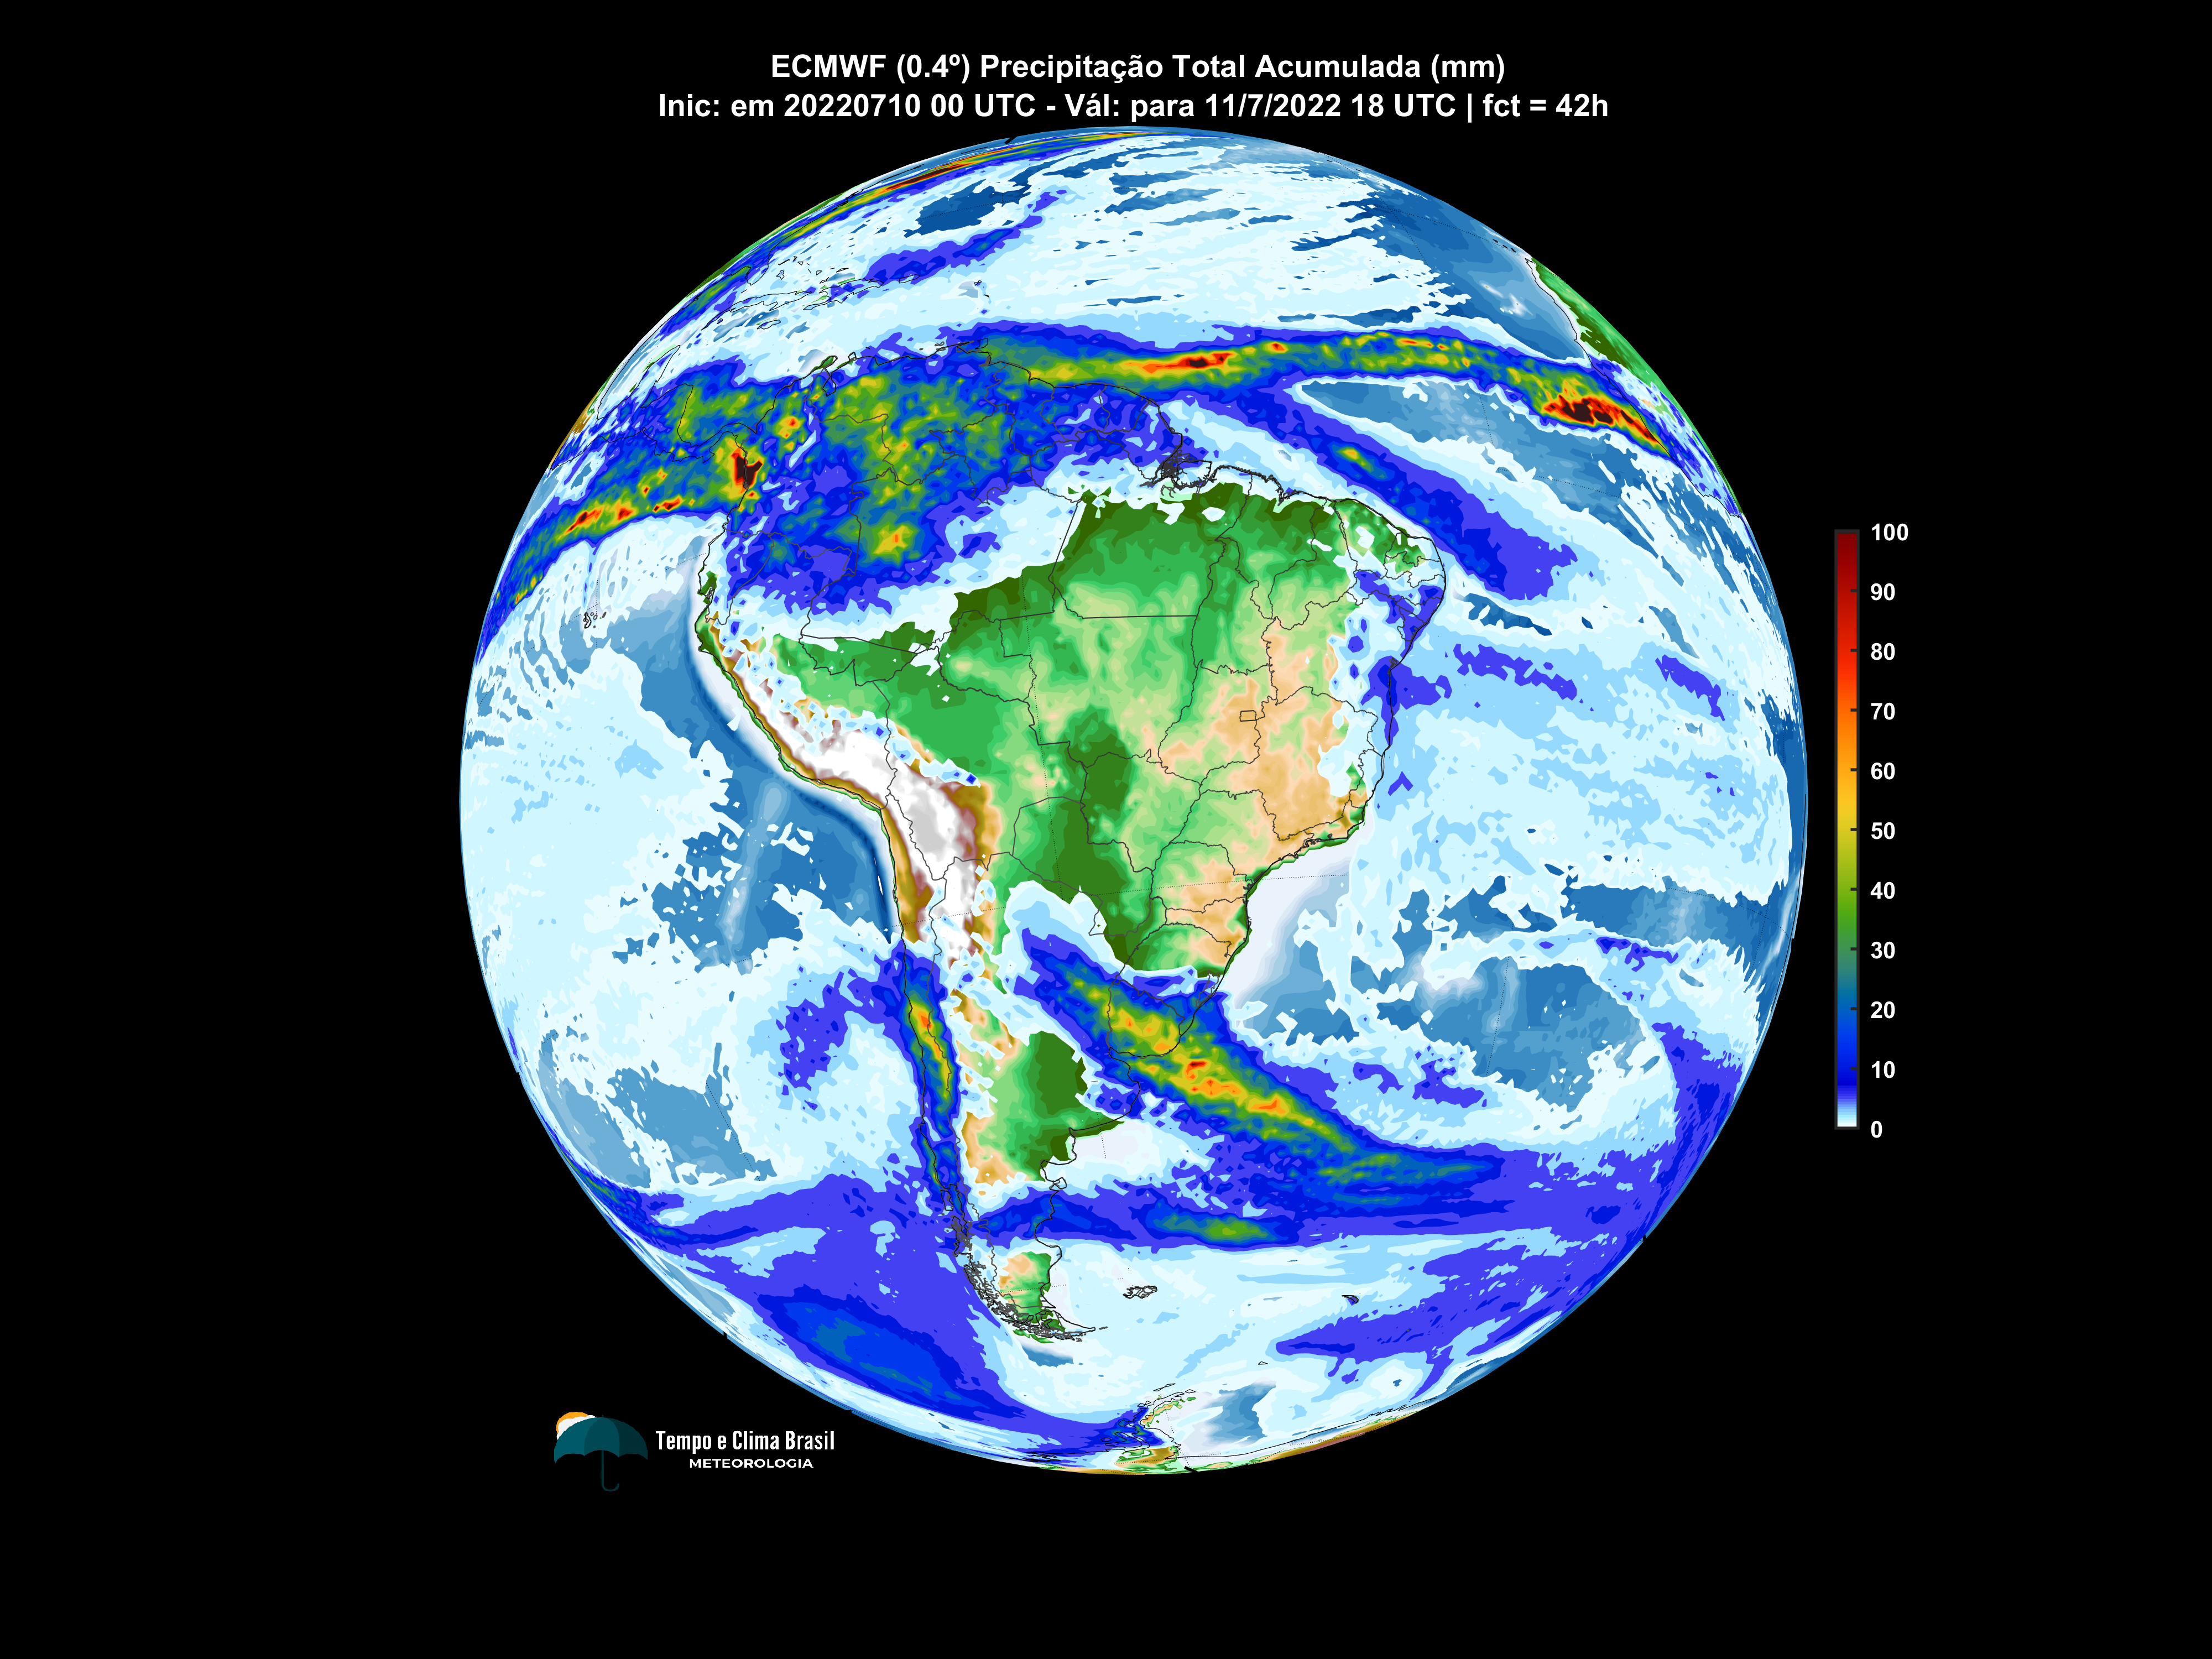 ECMWF (0.4º) Precipitação Total Acumulada (mm)
Inic: em 20220710 00 UTC - Vál: para 11/7/2022 18 UTC | fct = 42h
100
90
80
70
60
50
40
30
20
10
0
Tempo e Clima Brasil
METEOROLOGIA